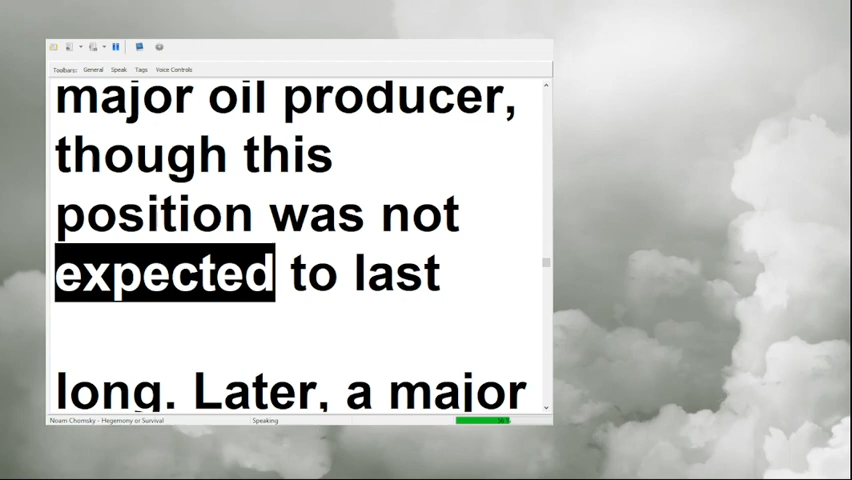 Toolbars: General Speak Tags Voice Controls
major oil producer,
though this
position was not
expected to last
long. Later, a major
Noam Chomsky - Hegemony or Survival Speaking